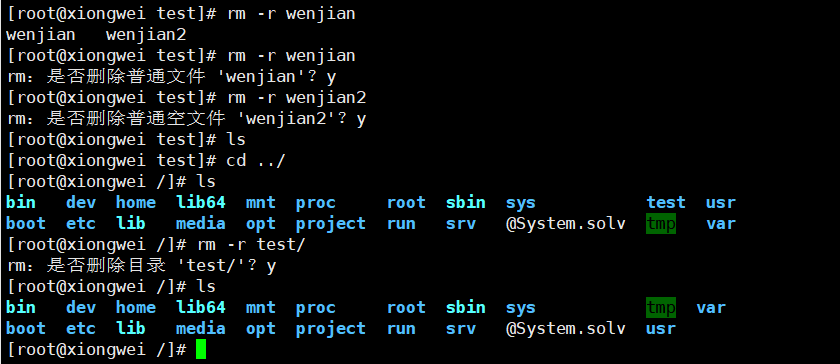 [root@xiongwei test]# rm -r wenjian
wenjian   wenjian2
[root@xiongwei test]# rm -r wenjian
rm：是否删除普通文件 'wenjian'？y
[root@xiongwei test]# rm -r wenjian2
rm：是否删除普通空文件 'wenjian2'？y
[root@xiongwei test]# ls
[root@xiongwei test]# cd ../
[root@xiongwei /]# ls
bin   dev  home  lib64  mnt  proc     root  sbin  sys           test  usr
boot  etc  lib   media  opt  project  run   srv   @System.solv  tmp   var
[root@xiongwei /]# rm -r test/
rm：是否删除目录 'test/'？y
[root@xiongwei /]# ls
bin   dev  home  lib64  mnt  proc     root  sbin  sys           tmp  var
boot  etc  lib   media  opt  project  run   srv   @System.solv  usr
[root@xiongwei /]#